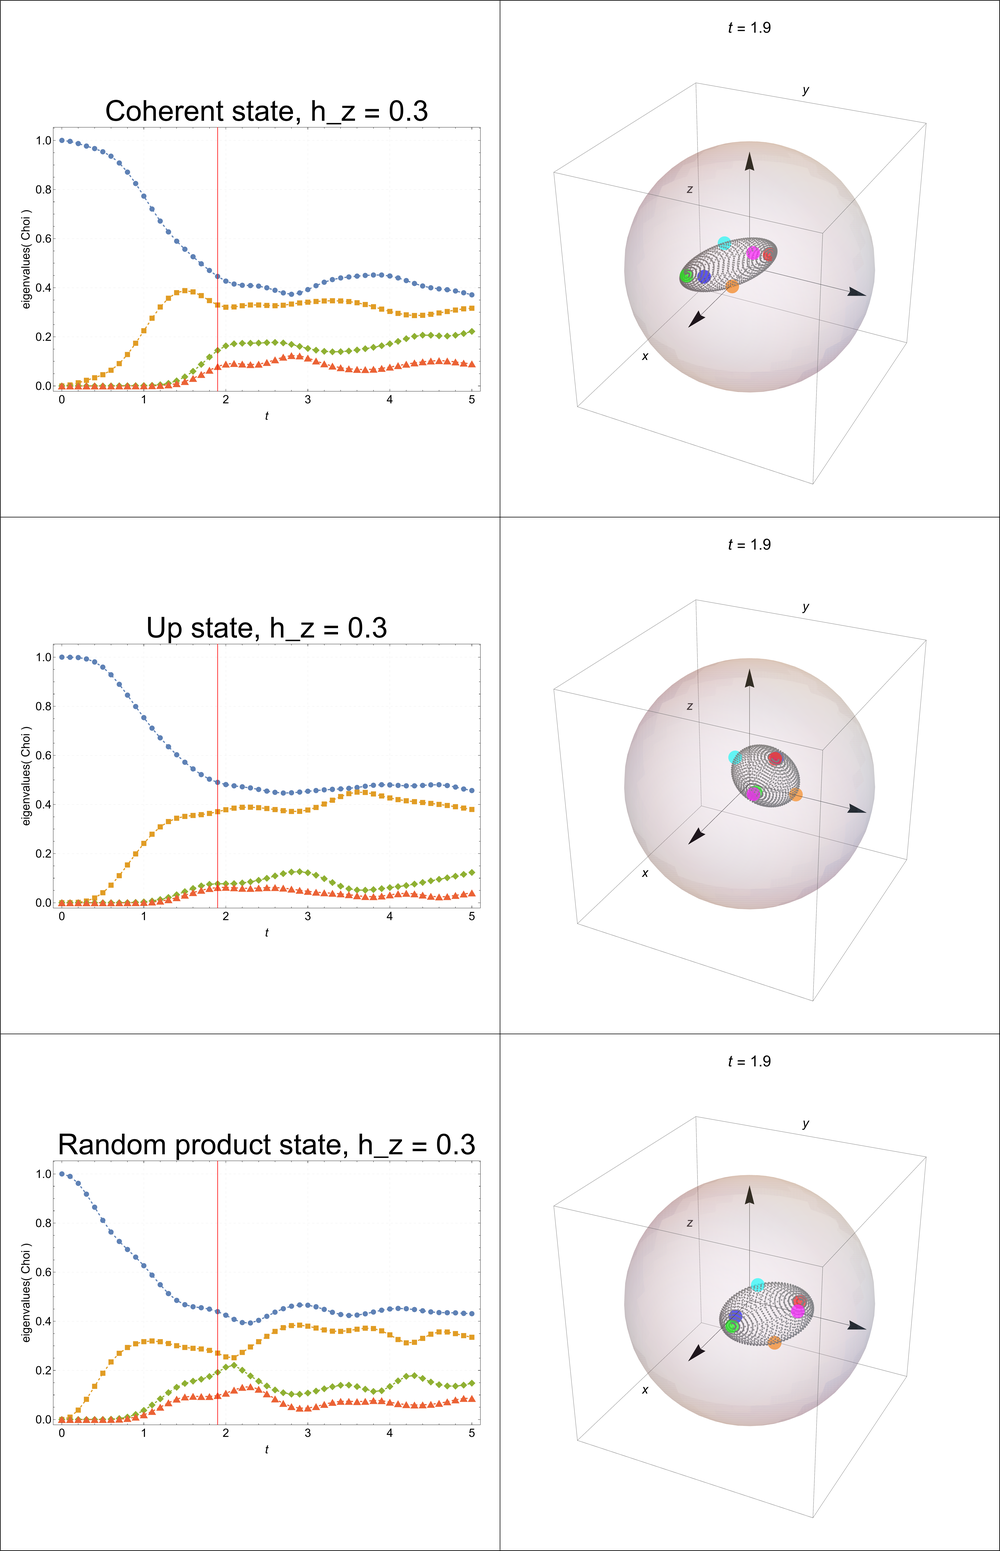 Coherent state, h_z = 0.3
eigenvalues( Choi )
1.0
0.8
0.6
0.4
0.2
0.0
0 1 2 3 4 5
t
t = 1.9
y
z
x
Up state, h_z = 0.3
eigenvalues( Choi )
1.0
0.8
0.6
0.4
0.2
0.0
0 1 2 3 4 5
t
t = 1.9
y
z
x
Random product state, h_z = 0.3
eigenvalues( Choi )
1.0
0.8
0.6
0.4
0.2
0.0
0 1 2 3 4 5
t
t = 1.9
y
z
x